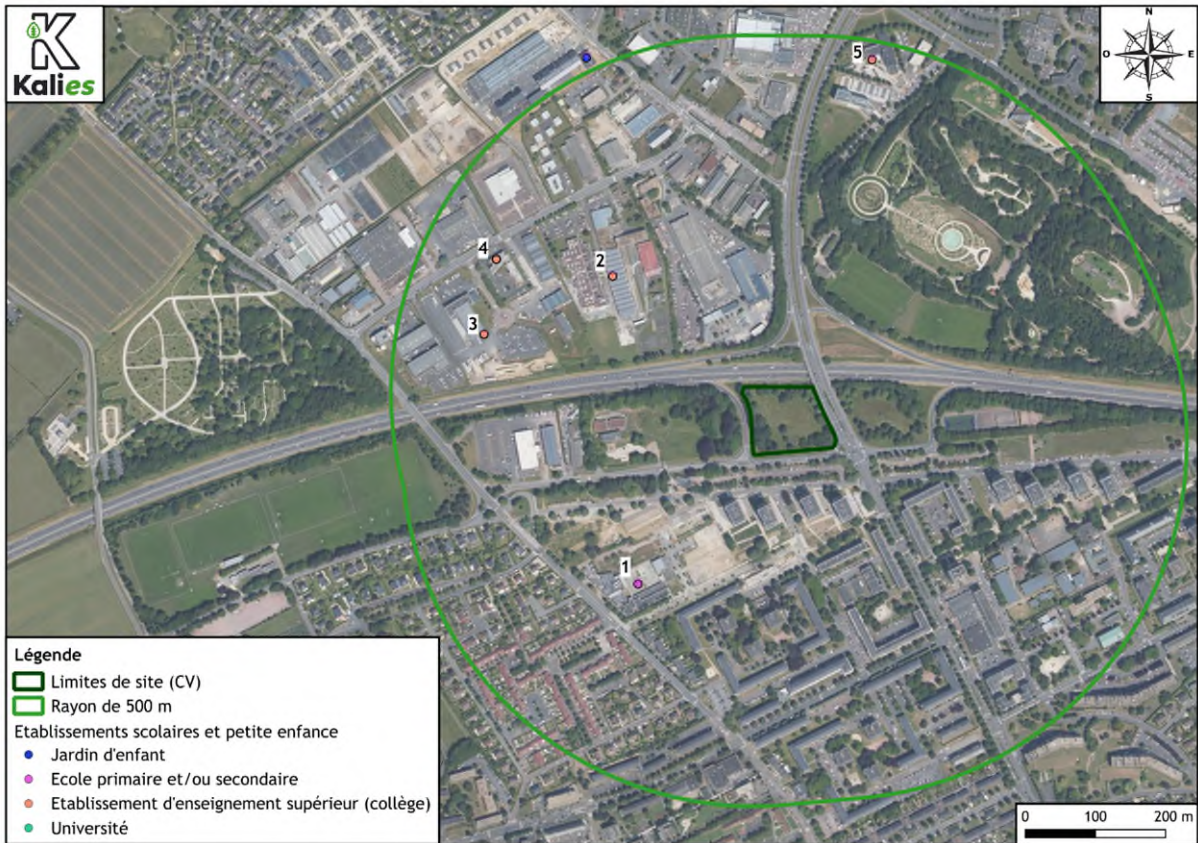 Kalies
N
O
E
S
5
4
2
3
1
Légende
Limites de site (CV)
Rayon de 500 m
Etablissements scolaires et petite enfance
Jardin d'enfant
Ecole primaire et/ou secondaire
Etablissement d'enseignement supérieur (collège)
Université
0 100 200 m